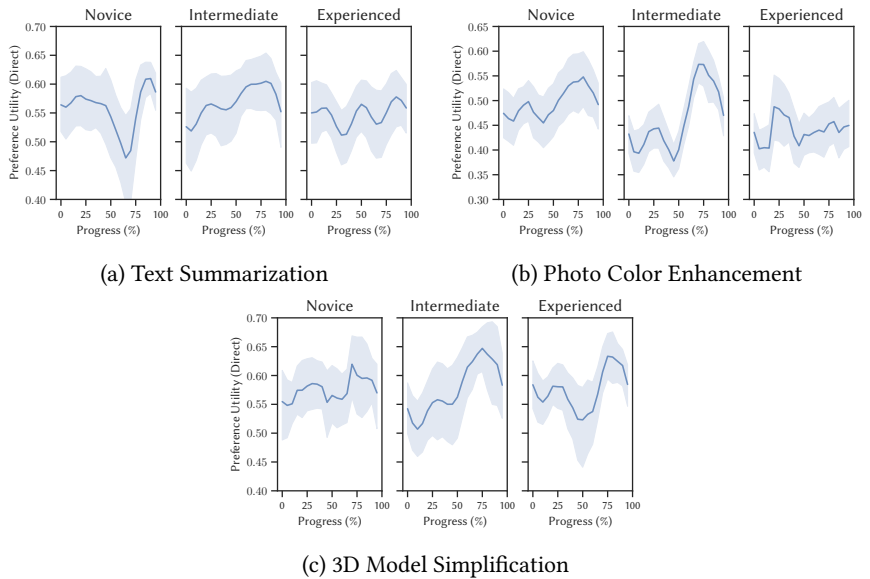 Novice Intermediate Experienced
0.70
0.65
0.60
0.55
0.50
0.45
0.40
Preference Utility (Direct)
0 25 50 75 100 0 25 50 75 100 0 25 50 75 100
Progress (%) Progress (%) Progress (%)
(a) Text Summarization
Novice Intermediate Experienced
0.65
0.60
0.55
0.50
0.45
0.40
0.35
0.30
Preference Utility (Direct)
0 25 50 75 100 0 25 50 75 100 0 25 50 75 100
Progress (%) Progress (%) Progress (%)
(b) Photo Color Enhancement
Novice Intermediate Experienced
0.70
0.65
0.60
0.55
0.50
0.45
0.40
Preference Utility (Direct)
0 25 50 75 100 0 25 50 75 100 0 25 50 75 100
Progress (%) Progress (%) Progress (%)
(c) 3D Model Simplification